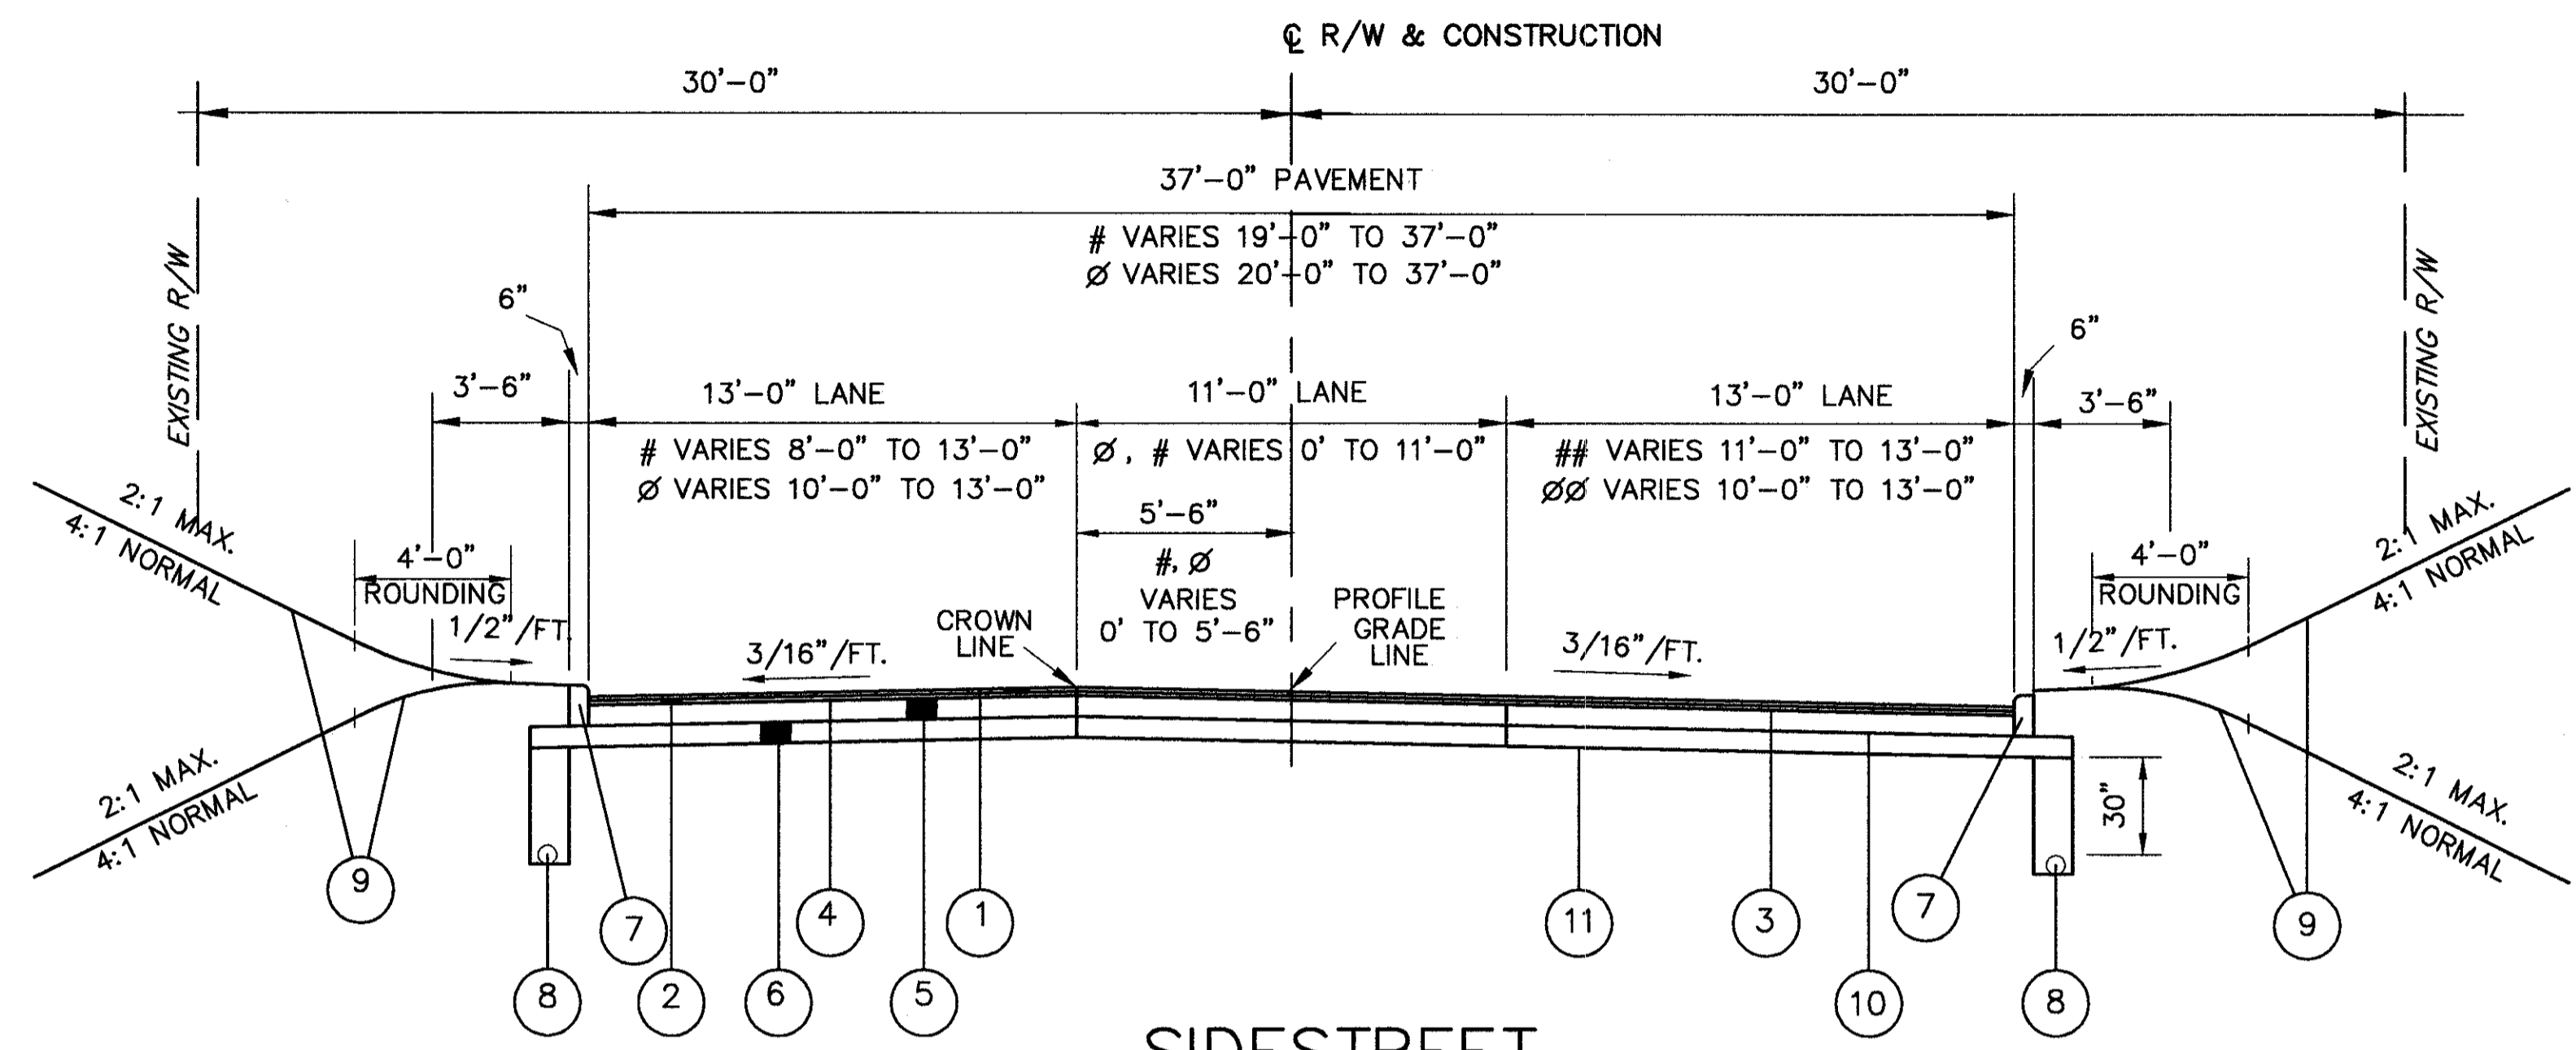 ℄ R/W & CONSTRUCTION
30'-0" 30'-0"
37'-0" PAVEMENT
# VARIES 19'-0" TO 37'-0"
Ø VARIES 20'-0" TO 37'-0"
EXISTING R/W
EXISTING R/W
6"
6"
3'-6"
13'-0" LANE
11'-0" LANE
13'-0" LANE
3'-6"
# VARIES 8'-0" TO 13'-0"
Ø VARIES 10'-0" TO 13'-0"
Ø, # VARIES 0' TO 11'-0"
## VARIES 11'-0" TO 13'-0"
ØØ VARIES 10'-0" TO 13'-0"
5'-6"
#, Ø
VARIES
0' TO 5'-6"
2:1 MAX.
4:1 NORMAL
4'-0"
ROUNDING
1/2"/FT.
3/16"/FT.
CROWN
LINE
PROFILE
GRADE
LINE
3/16"/FT.
1/2"/FT.
4'-0"
ROUNDING
2:1 MAX.
4:1 NORMAL
2:1 MAX.
4:1 NORMAL
30"
2:1 MAX.
4:1 NORMAL
9 7 4 1 11 3 7 9
8 2 6 5 10 8
SIDESTREET